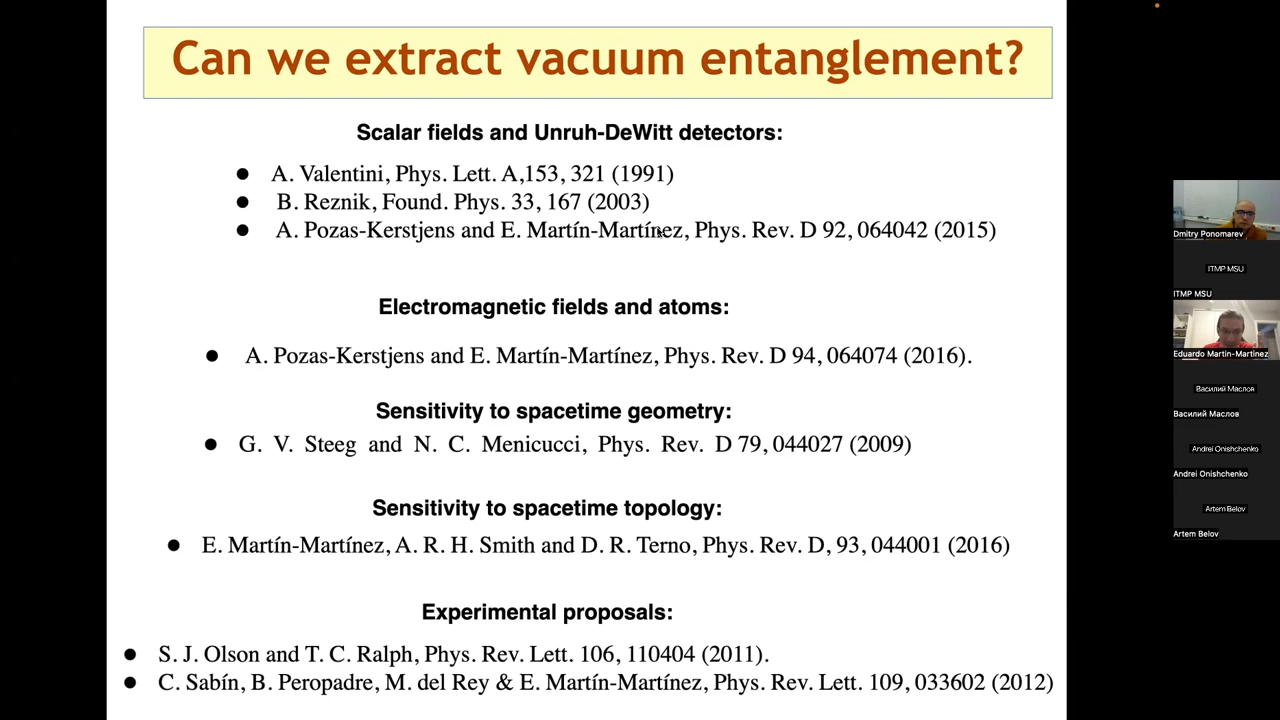 Can we extract vacuum entanglement?
Scalar fields and Unruh-DeWitt detectors:
● A. Valentini, Phys. Lett. A,153, 321 (1991)
● B. Reznik, Found. Phys. 33, 167 (2003)
● A. Pozas-Kerstjens and E. Martín-Martínez, Phys. Rev. D 92, 064042 (2015)
Electromagnetic fields and atoms:
● A. Pozas-Kerstjens and E. Martín-Martínez, Phys. Rev. D 94, 064074 (2016).
Sensitivity to spacetime geometry:
● G. V. Steeg and N. C. Menicucci, Phys. Rev. D 79, 044027 (2009)
Sensitivity to spacetime topology:
● E. Martín-Martínez, A. R. H. Smith and D. R. Terno, Phys. Rev. D, 93, 044001 (2016)
Experimental proposals:
● S. J. Olson and T. C. Ralph, Phys. Rev. Lett. 106, 110404 (2011).
● C. Sabín, B. Peropadre, M. del Rey & E. Martín-Martínez, Phys. Rev. Lett. 109, 033602 (2012)
Dmitry Ponomarev
ITMP MSU
ITMP MSU
Eduardo Martin-Martinez
Василий Маслов
Василий Маслов
Andrei Onishchenko
Andrei Onishchenko
Artem Belov
Artem Belov